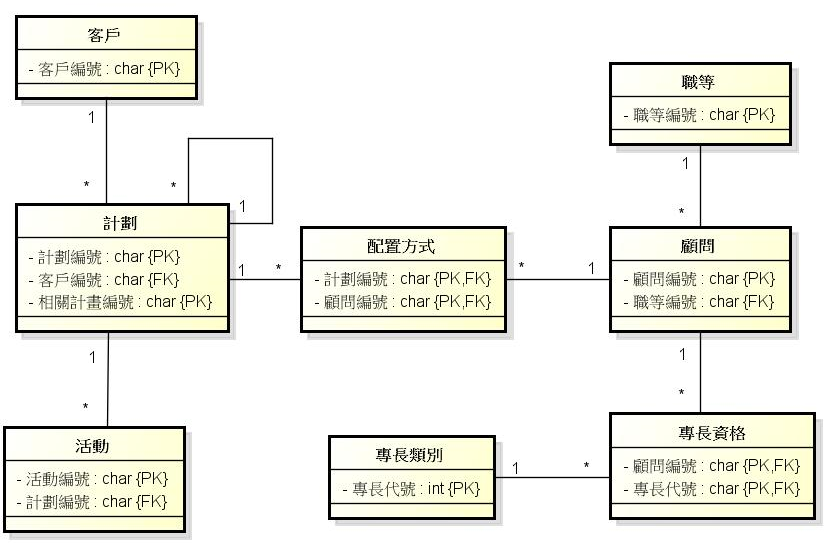 客戶
- 客戶編號 : char {PK}
1
*
*
1
計劃
- 計劃編號 : char {PK}
- 客戶編號 : char {FK}
- 相關計畫編號 : char {PK}
1
*
配置方式
- 計劃編號 : char {PK,FK}
- 顧問編號 : char {PK,FK}
*
1
職等
- 職等編號 : char {PK}
1
*
顧問
- 顧問編號 : char {PK}
- 職等編號 : char {FK}
1
*
1
*
活動
- 活動編號 : char {PK}
- 計劃編號 : char {FK}
專長類別
- 專長代號 : int {PK}
1
*
專長資格
- 顧問編號 : char {PK,FK}
- 專長代號 : char {PK,FK}